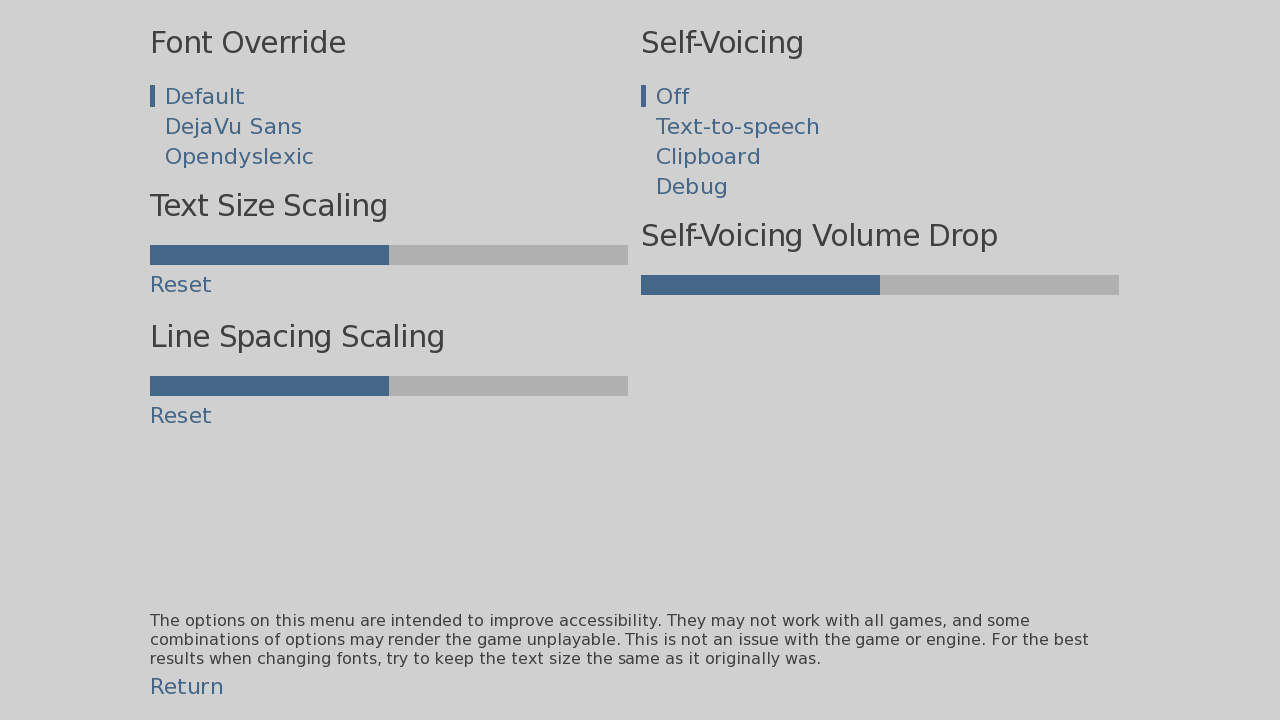 Font Override
Default
DejaVu Sans
Opendyslexic
Text Size Scaling
Reset
Line Spacing Scaling
Reset
Self-Voicing
Off
Text-to-speech
Clipboard
Debug
Self-Voicing Volume Drop
The options on this menu are intended to improve accessibility. They may not work with all games, and some
combinations of options may render the game unplayable. This is not an issue with the game or engine. For the best
results when changing fonts, try to keep the text size the same as it originally was.
Return